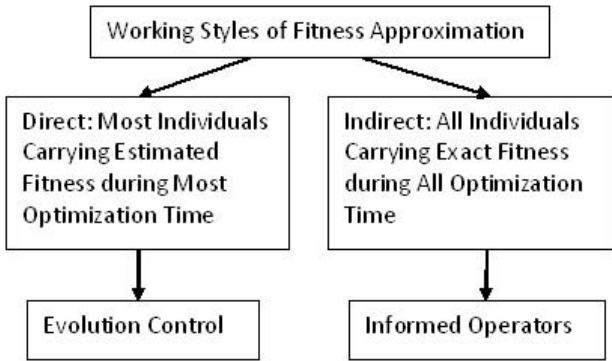 Working Styles of Fitness Approximation
Direct: Most Individuals
Carrying Estimated
Fitness during Most
Optimization Time
Indirect: All Individuals
Carrying Exact Fitness
during All Optimization
Time
Evolution Control
Informed Operators